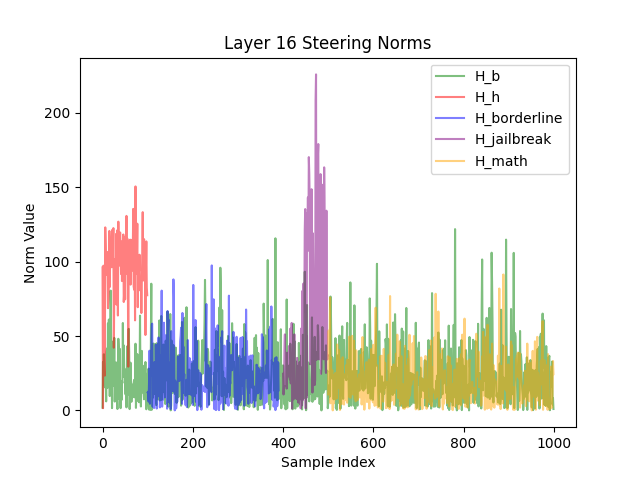 Layer 16 Steering Norms
H_b
H_h
H_borderline
H_jailbreak
H_math
Norm Value
200
150
100
50
0
0
200
400
600
800
1000
Sample Index